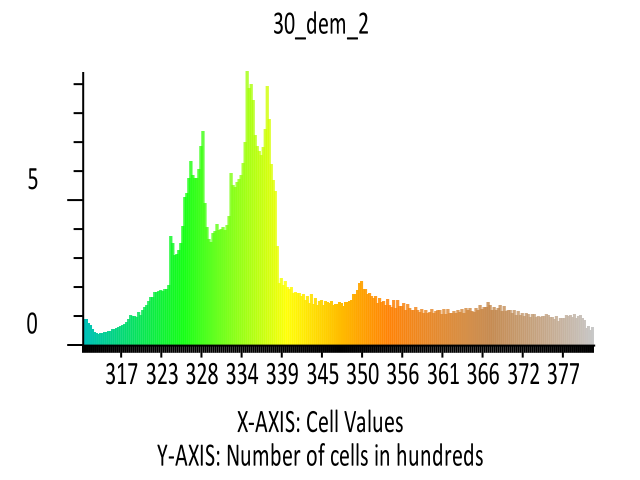 30_dem_2
5
0
317 323 328 334 339 345 350 356 361 366 372 377
X-AXIS: Cell Values
Y-AXIS: Number of cells in hundreds